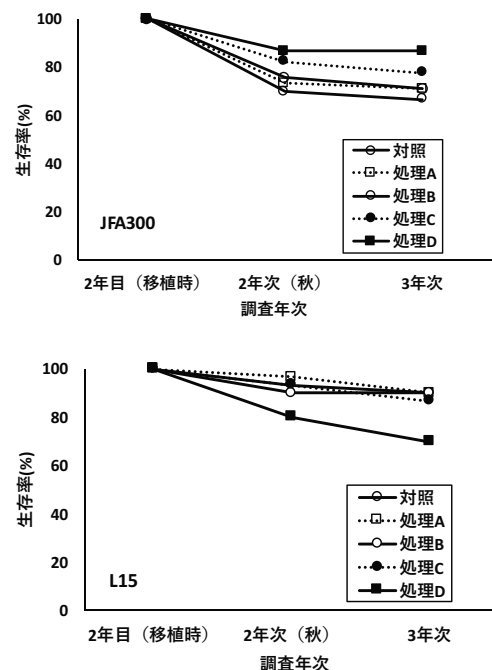 100
80
60
40
20
0
生存率(%)
JFA300
対照
処理A
処理B
処理C
処理D
2年目（移植時） 2年次（秋） 3年次
調査年次
100
80
60
40
20
0
生存率(%)
L15
対照
処理A
処理B
処理C
処理D
2年目（移植時） 2年次（秋） 3年次
調査年次